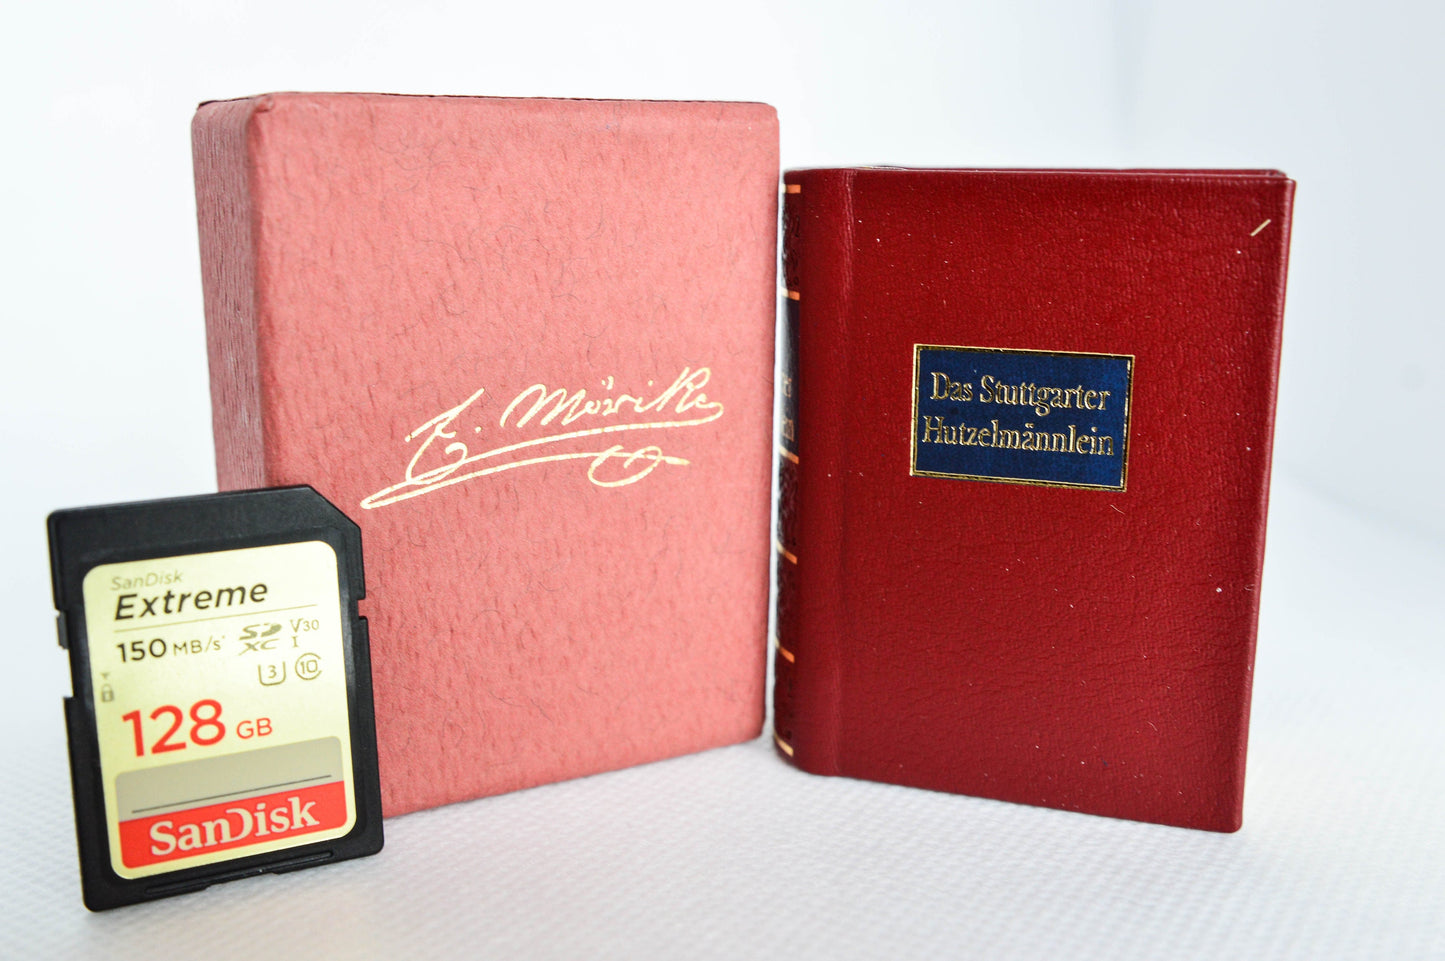 E. Mörike
Das Stuttgarter
Hutzelmännlein
SanDisk
Extreme
150 MB/s*
SD XC V30 I
3 10
128 GB
SanDisk